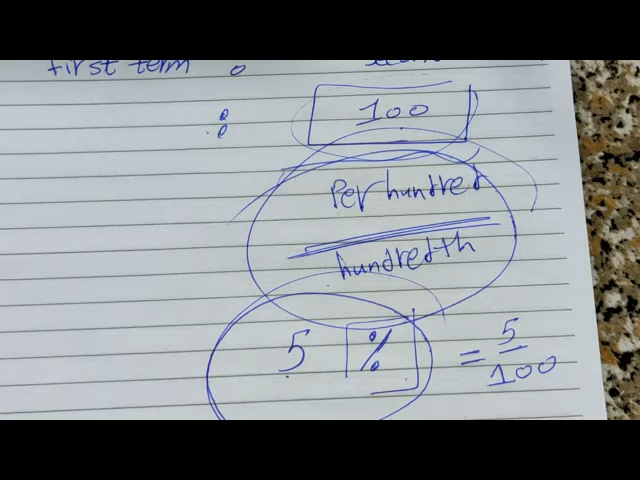 first term :
: 100
Per hundred
hundredth
5 % = 5/100